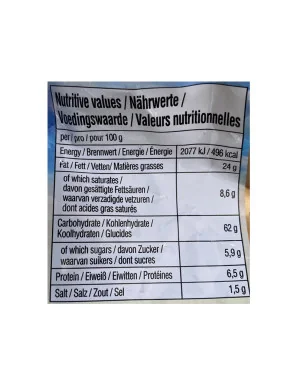 Nutritive values / Nährwerte /
Voedingswaarde / Valeurs nutritionnelles
per / pro / pour 100 g
Energy / Brennwert / Energie / Énergie 2077 kJ / 496 kcal
Fat / Fett / Vetten/ Matières grasses 24 g
of which saturates /
davon gesättigte Fettsäuren /
waarvan verzadigde vetzuren /
dont acides gras saturés 8,6 g
Carbohydrate / Kohlenhydrate /
Koolhydraten / Glucides 62 g
of which sugars / davon Zucker /
waarvan suikers / dont sucres 5,9 g
Protein / Eiweiß / Eiwitten / Protéines 6,5 g
Salt / Salz / Zout / Sel 1,5 g